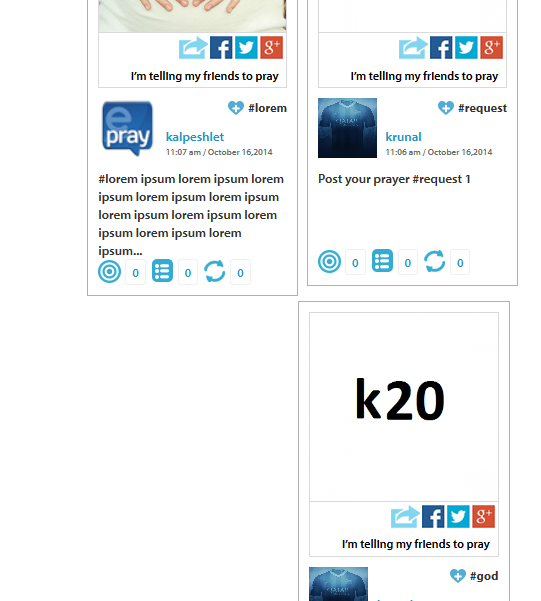 g+
I'm telling my friends to pray
#lorem
e
pray
kalpeshlet
11:07 am / October 16,2014
#lorem ipsum lorem ipsum lorem
ipsum lorem ipsum lorem ipsum
lorem ipsum lorem ipsum lorem
ipsum lorem ipsum lorem
ipsum...
0 0 0
g+
I'm telling my friends to pray
#request
krunal
11:06 am / October 16,2014
Post your prayer #request 1
0 0 0
k20
g+
I'm telling my friends to pray
#god